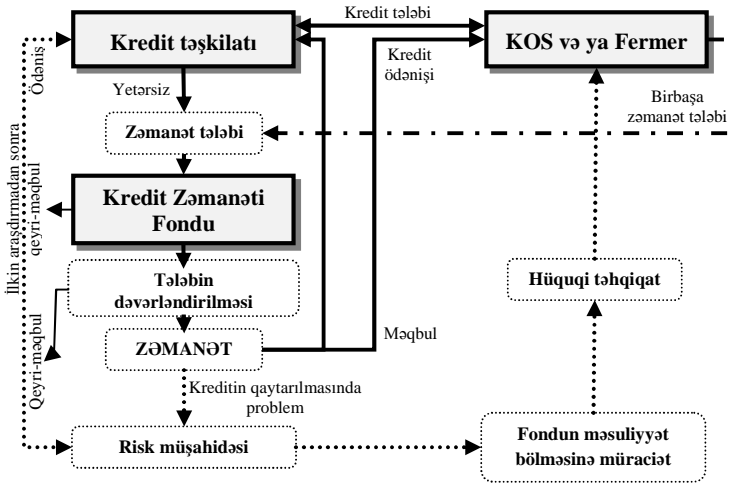 Kredit təşkilatı
Kredit tələbi
KOS və ya Fermer
Kredit
ödənişi
Ödəniş
Yetərsiz
Birbaşa
zəmanət tələbi
Zəmanət tələbi
Kredit Zəmanəti
Fondu
İlkin araşdırmadan sonra
qeyri-məqbul
Tələbin
dəvərləndirilməsi
Hüquqi təhqiqat
ZƏMANƏT
Məqbul
Qeyri-məqbul
Kreditin qaytarılmasında
problem
Risk müşahidəsi
Fondun məsuliyyət
bölməsinə müraciət